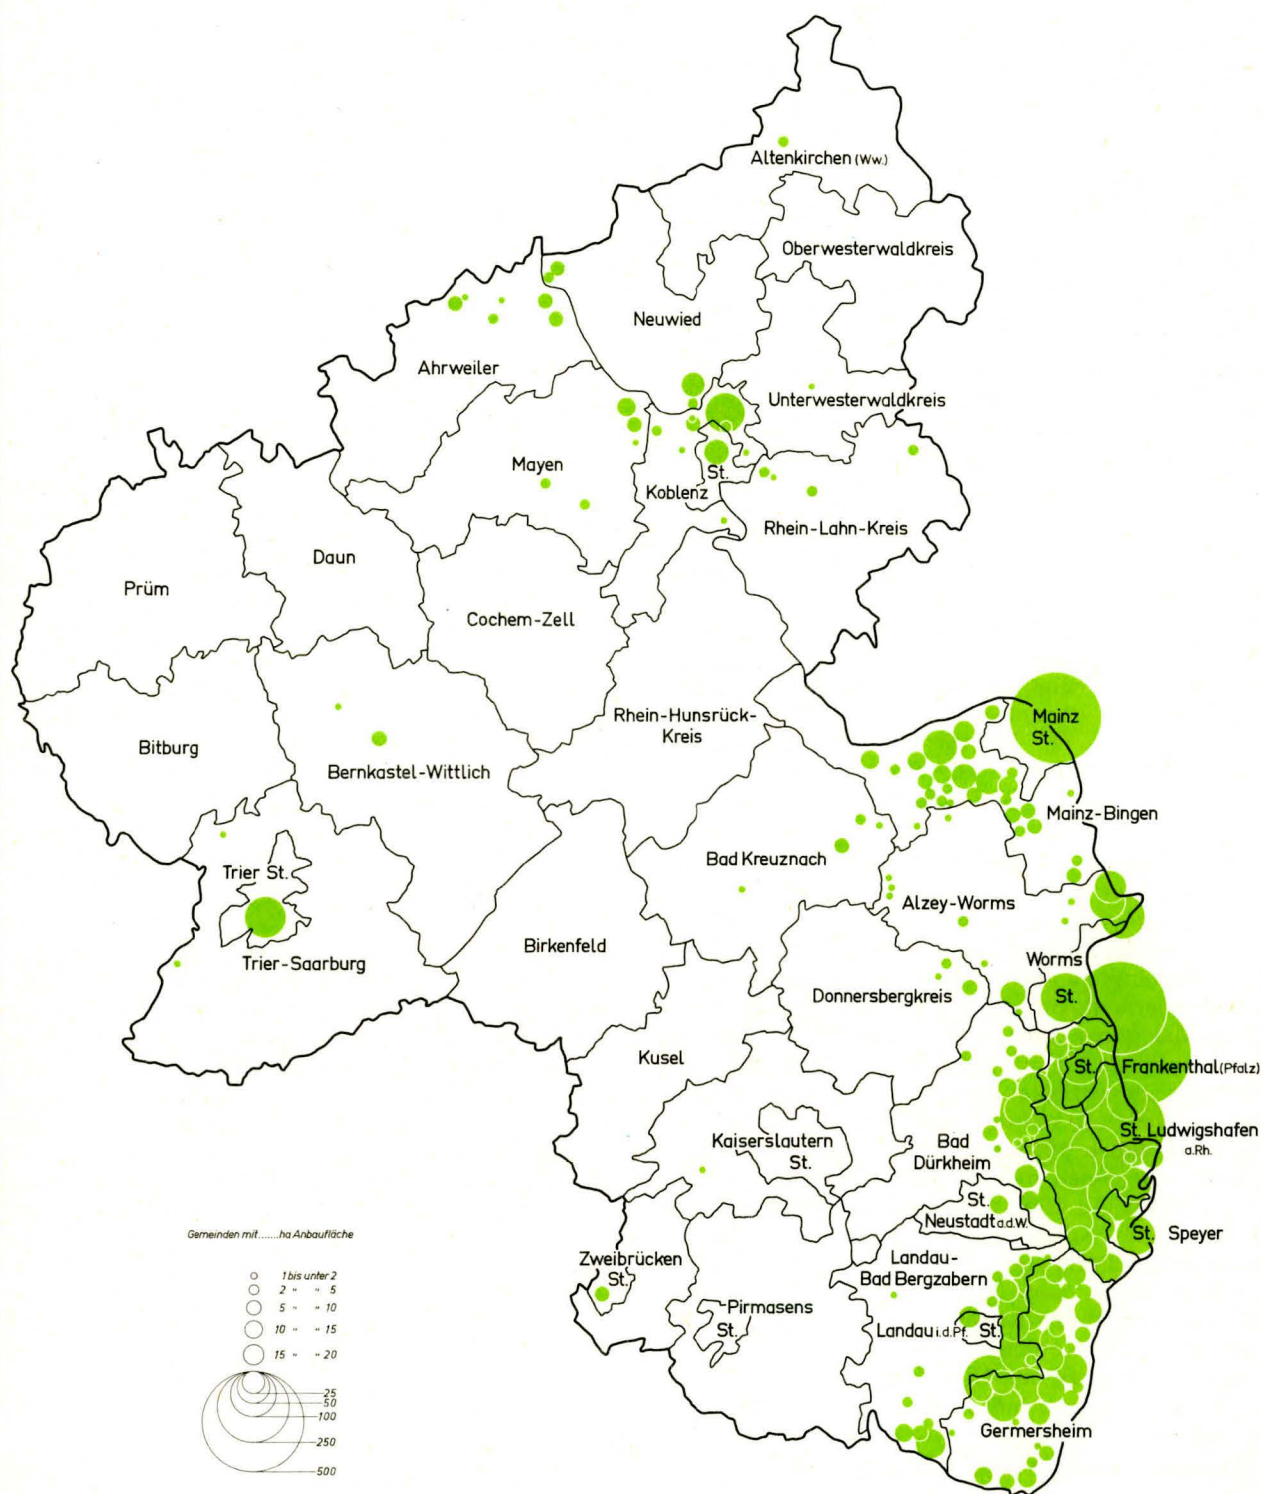 Altenkirchen (Ww.)
Oberwesterwaldkreis
Neuwied
Ahrweiler
Unterwesterwaldkreis
Mayen
St.
Koblenz
Rhein-Lahn-Kreis
Daun
Prüm
Cochem-Zell
Rhein-Hunsrück-
Kreis
Mainz
St.
Bitburg
Bernkastel-Wittlich
Mainz-Bingen
Bad Kreuznach
Trier St.
Alzey-Worms
Birkenfeld
Trier-Saarburg
Worms
St.
Donnersbergkreis
Kusel
St.
Frankenthal (Pfalz)
St. Ludwigshafen
a.Rh.
Kaiserslautern
St.
Bad
Dürkheim
St.
Neustadt a.d.W.
St. Speyer
Zweibrücken
St.
Landau-
Bad Bergzabern
Pirmasens
St.
Landau i.d.Pf. St.
Germersheim
Gemeinden mit.......ha Anbaufläche
1 bis unter 2
2 " " 5
5 " " 10
10 " " 15
15 " " 20
25
50
100
250
500